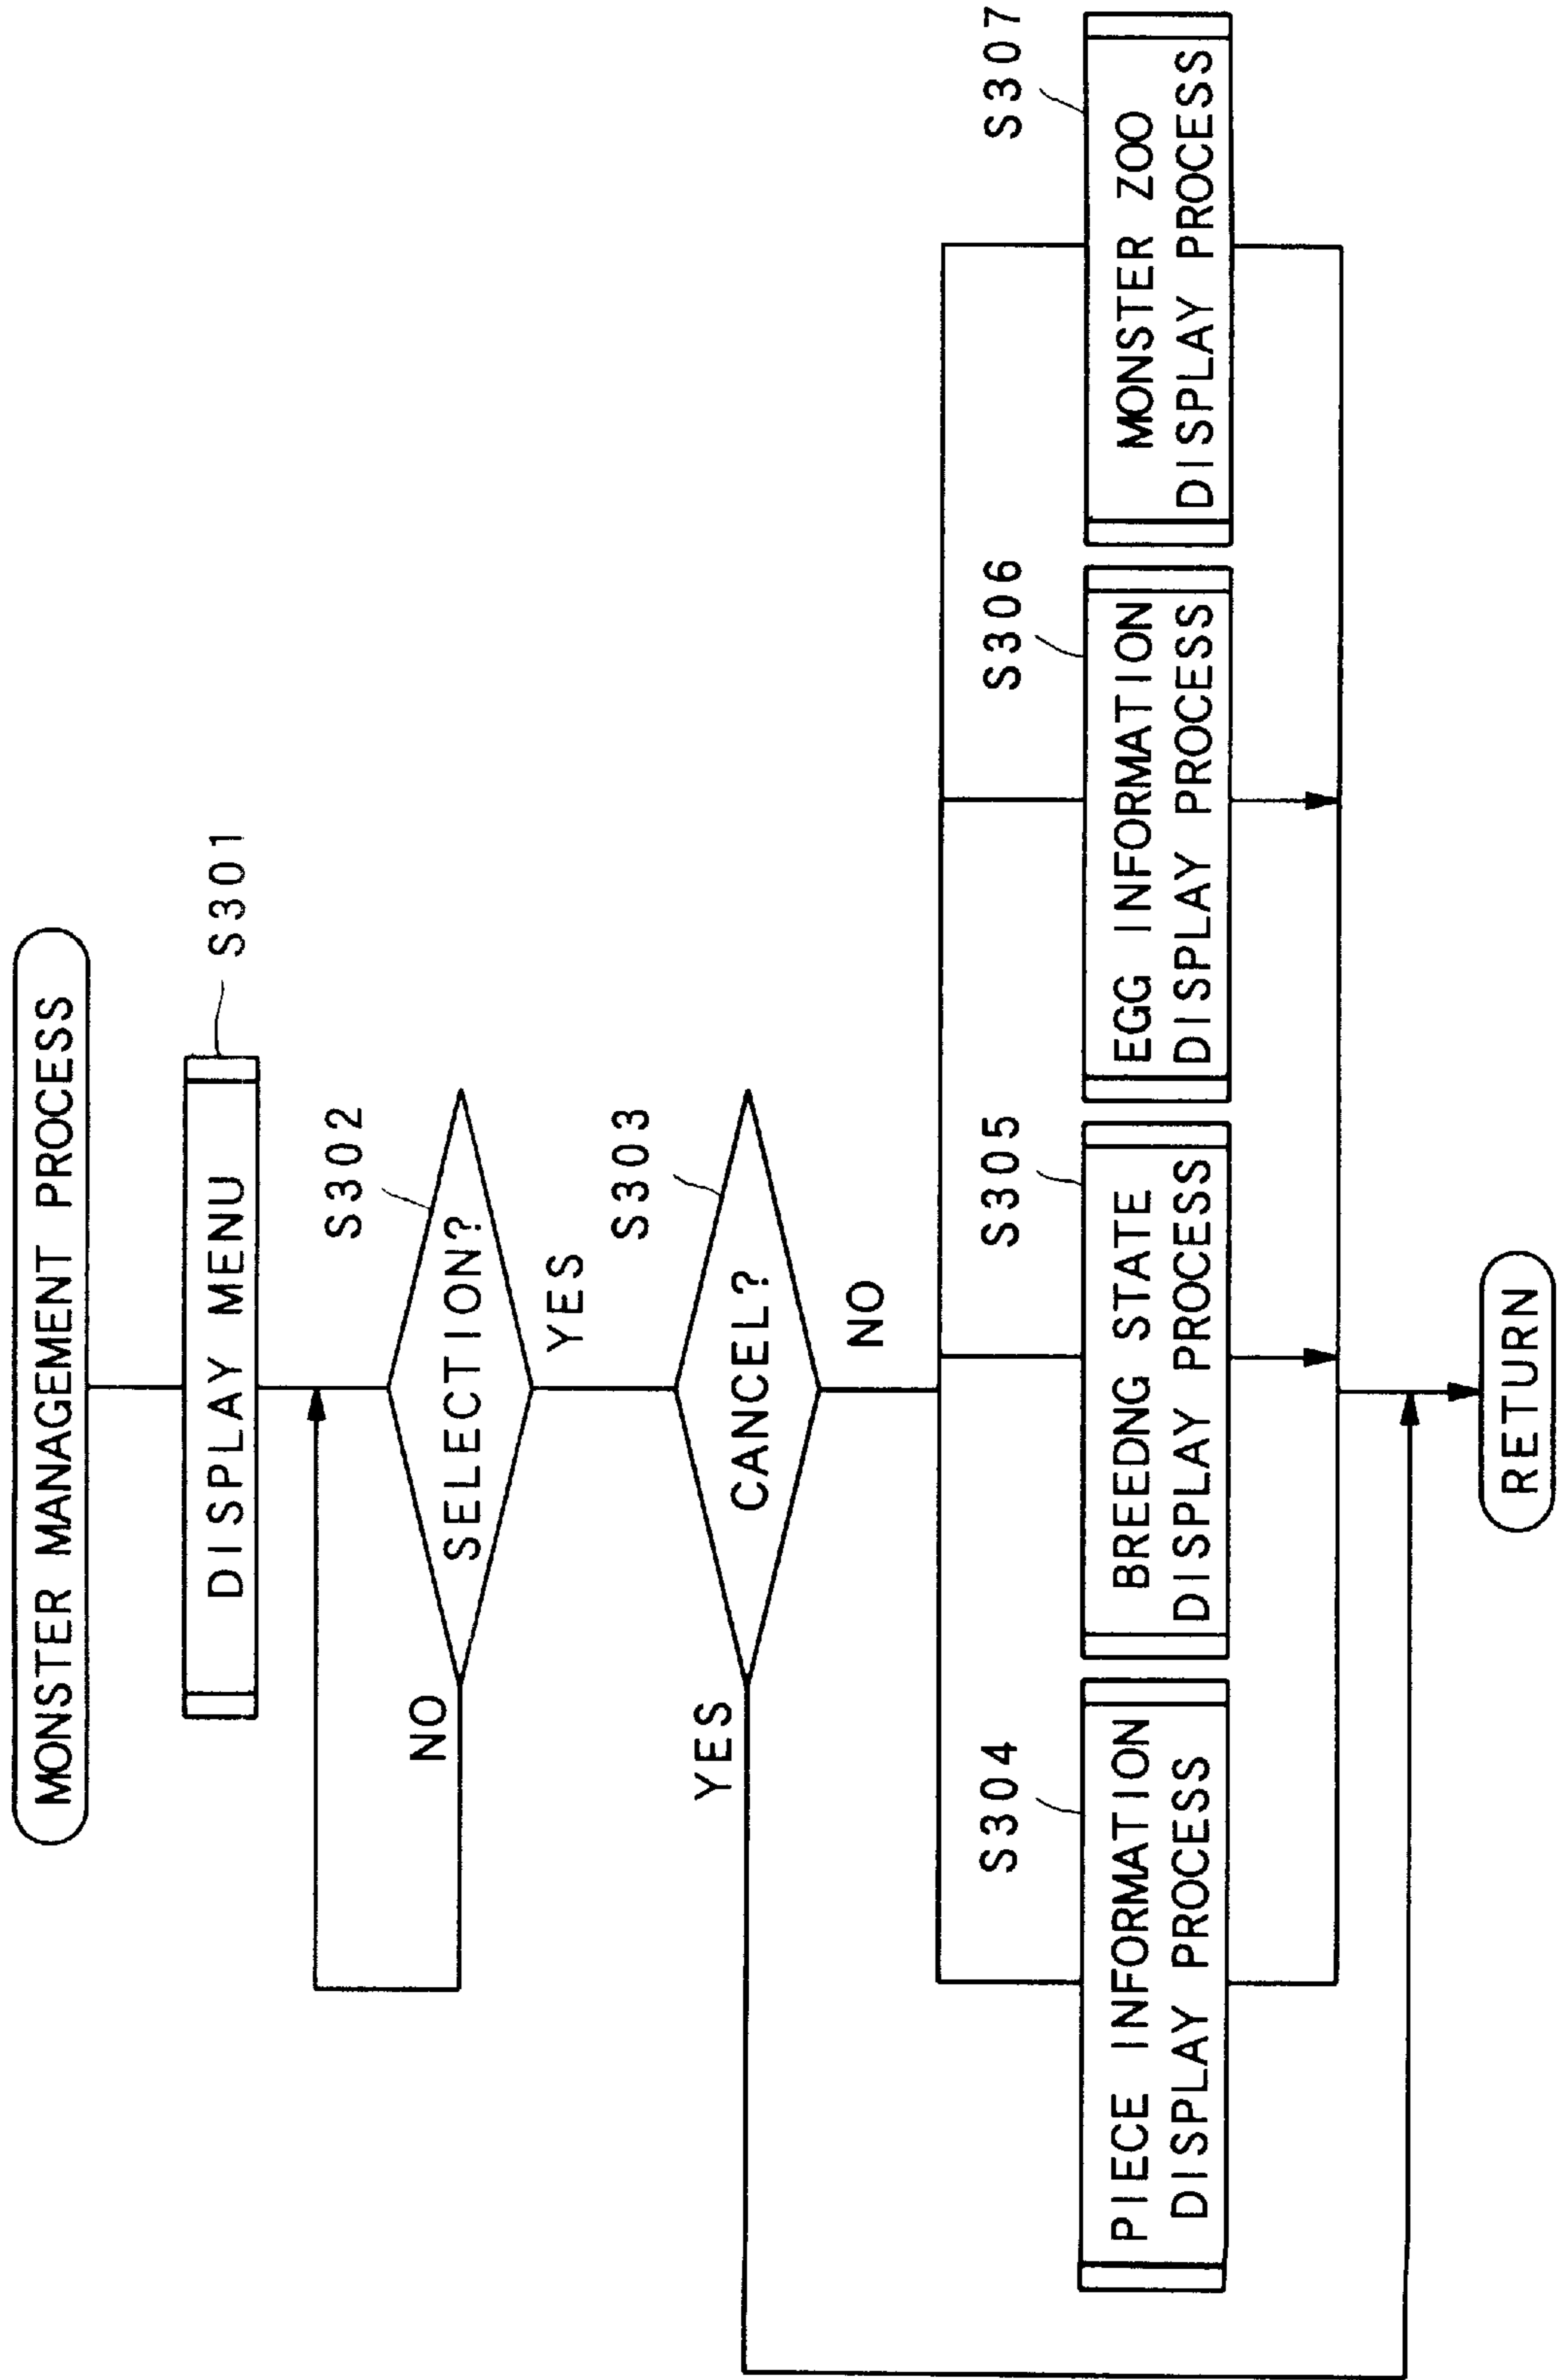 MONSTER MANAGEMENT PROCESS
DISPLAY MENU
S301
S302
SELECTION?
NO
YES
S303
CANCEL?
YES
NO
S304
PIECE INFORMATION
DISPLAY PROCESS
S305
BREEDNG STATE
DISPLAY PROCESS
S306
EGG INFORMATION
DISPLAY PROCESS
S307
MONSTER ZOO
DISPLAY PROCESS
RETURN